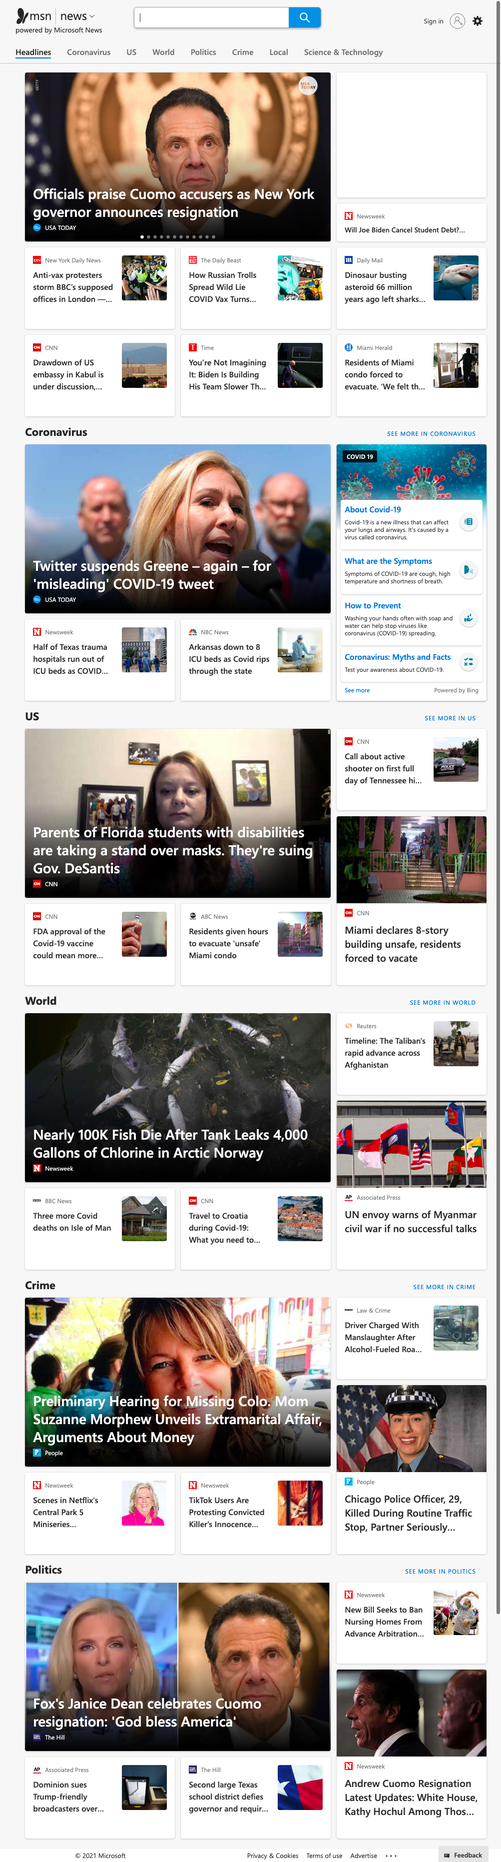 msn | news
powered by Microsoft News
Sign in
Headlines
Coronavirus
US
World
Politics
Crime
Local
Science & Technology
Officials praise Cuomo accusers as New York
governor announces resignation
USA TODAY
Newsweek
Will Joe Biden Cancel Student Debt?...
New York Daily News
Anti-vax protesters
storm BBC's supposed
offices in London —...
The Daily Beast
How Russian Trolls
Spread Wild Lie
COVID Vax Turns...
Daily Mail
Dinosaur busting
asteroid 66 million
years ago left sharks...
CNN
Drawdown of US
embassy in Kabul is
under discussion,...
Time
You're Not Imagining
It: Biden Is Building
His Team Slower Th...
Miami Herald
Residents of Miami
condo forced to
evacuate. 'We felt th...
Coronavirus
SEE MORE IN CORONAVIRUS
Twitter suspends Greene – again – for
'misleading' COVID-19 tweet
USA TODAY
COVID 19
About Covid-19
Covid-19 is a new illness that can affect
your lungs and airways. It's caused by a
virus called coronavirus.
What are the Symptoms
Symptoms of COVID-19 are cough, high
temperature and shortness of breath.
How to Prevent
Washing your hands often with soap and
water can help stop viruses like
coronavirus (COVID-19) spreading.
Coronavirus: Myths and Facts
Test your awareness about COVID-19.
See more
Powered by Bing
Newsweek
Half of Texas trauma
hospitals run out of
ICU beds as COVID...
NBC News
Arkansas down to 8
ICU beds as Covid rips
through the state
US
SEE MORE IN US
Parents of Florida students with disabilities
are taking a stand over masks. They're suing
Gov. DeSantis
CNN
CNN
Call about active
shooter on first full
day of Tennessee hi...
CNN
Miami declares 8-story
building unsafe, residents
forced to vacate
CNN
FDA approval of the
Covid-19 vaccine
could mean more...
ABC News
Residents given hours
to evacuate 'unsafe'
Miami condo
World
SEE MORE IN WORLD
Nearly 100K Fish Die After Tank Leaks 4,000
Gallons of Chlorine in Arctic Norway
Newsweek
Reuters
Timeline: The Taliban's
rapid advance across
Afghanistan
Associated Press
UN envoy warns of Myanmar
civil war if no successful talks
BBC News
Three more Covid
deaths on Isle of Man
CNN
Travel to Croatia
during Covid-19:
What you need to...
Crime
SEE MORE IN CRIME
Preliminary Hearing for Missing Colo. Mom
Suzanne Morphew Unveils Extramarital Affair,
Arguments About Money
People
Law & Crime
Driver Charged With
Manslaughter After
Alcohol-Fueled Roa...
People
Chicago Police Officer, 29,
Killed During Routine Traffic
Stop, Partner Seriously...
Newsweek
Scenes in Netflix's
Central Park 5
Miniseries...
Newsweek
TikTok Users Are
Protesting Convicted
Killer's Innocence...
Politics
SEE MORE IN POLITICS
Fox's Janice Dean celebrates Cuomo
resignation: 'God bless America'
The Hill
Newsweek
New Bill Seeks to Ban
Nursing Homes From
Advance Arbitration...
Newsweek
Andrew Cuomo Resignation
Latest Updates: White House,
Kathy Hochul Among Thos...
Associated Press
Dominion sues
Trump-friendly
broadcasters over...
The Hill
Second large Texas
school district defies
governor and requir...
© 2021 Microsoft
Privacy & Cookies
Terms of use
Advertise
Feedback